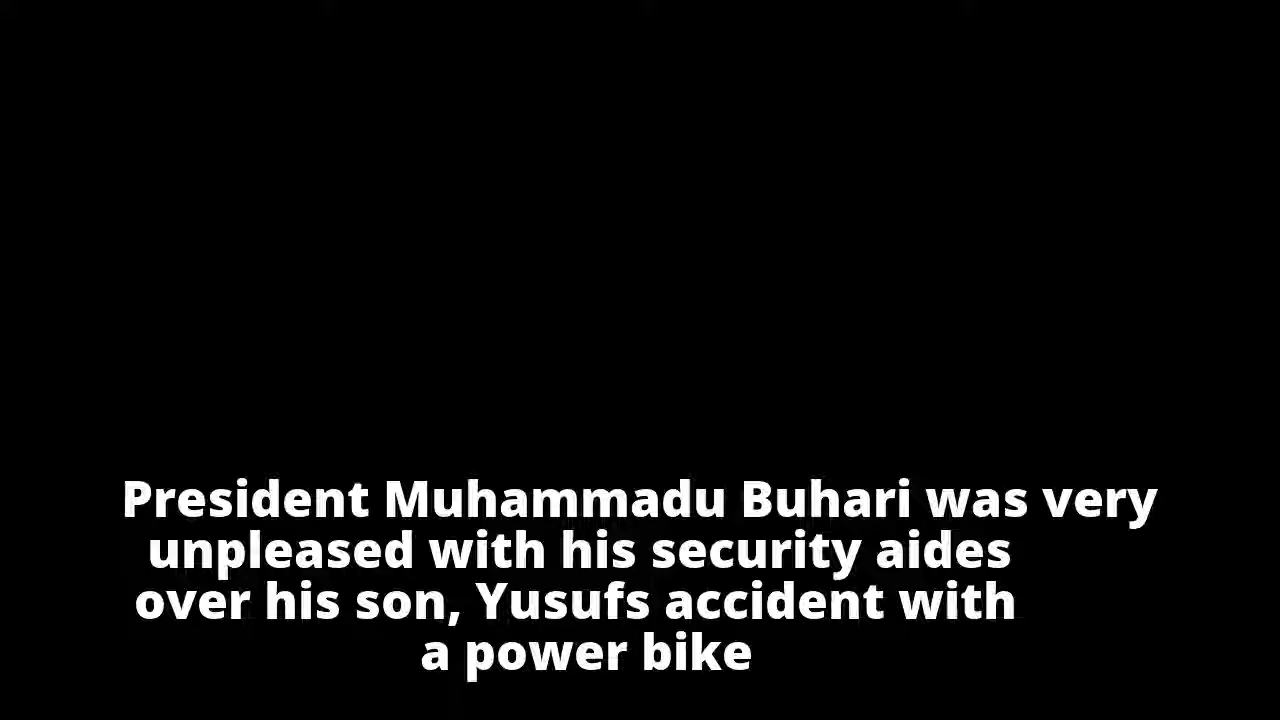 President Muhammadu Buhari was very
unpleased with his security aides
over his son, Yusufs accident with
a power bike